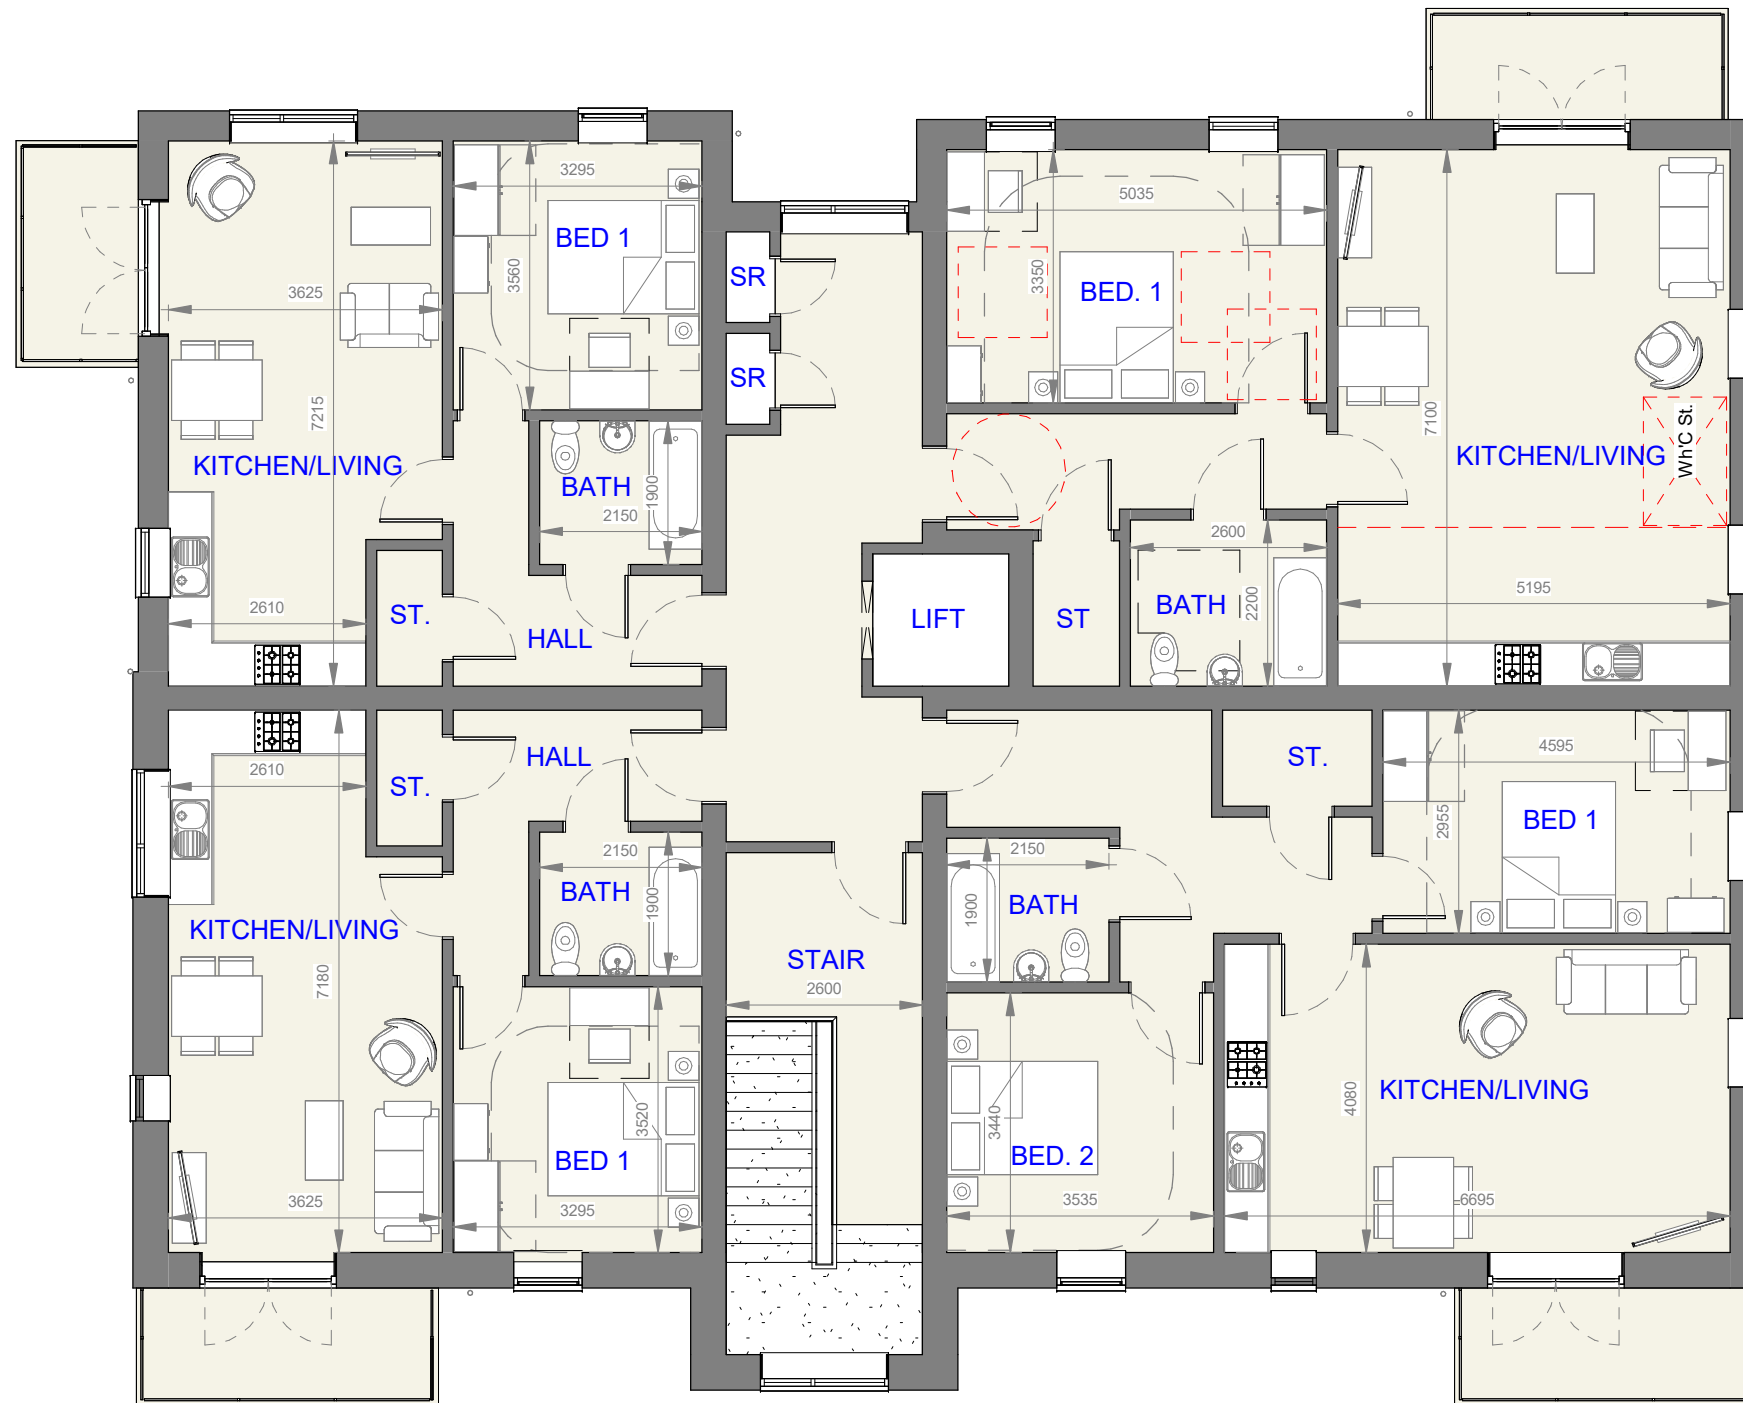 3295
5035
BED 1
SR
3560
3350
BED. 1
3625
SR
7215
7100
Wh'C St.
KITCHEN/LIVING
KITCHEN/LIVING
BATH
1900
2150
2600
5195
2610
ST.
HALL
LIFT
ST
BATH
2200
2610
ST.
HALL
ST.
4595
2955
BED 1
2150
BATH
1900
2150
BATH
1900
KITCHEN/LIVING
7180
STAIR
2600
3520
BED 1
3440
BED. 2
4080
KITCHEN/LIVING
3625
3295
3535
6695